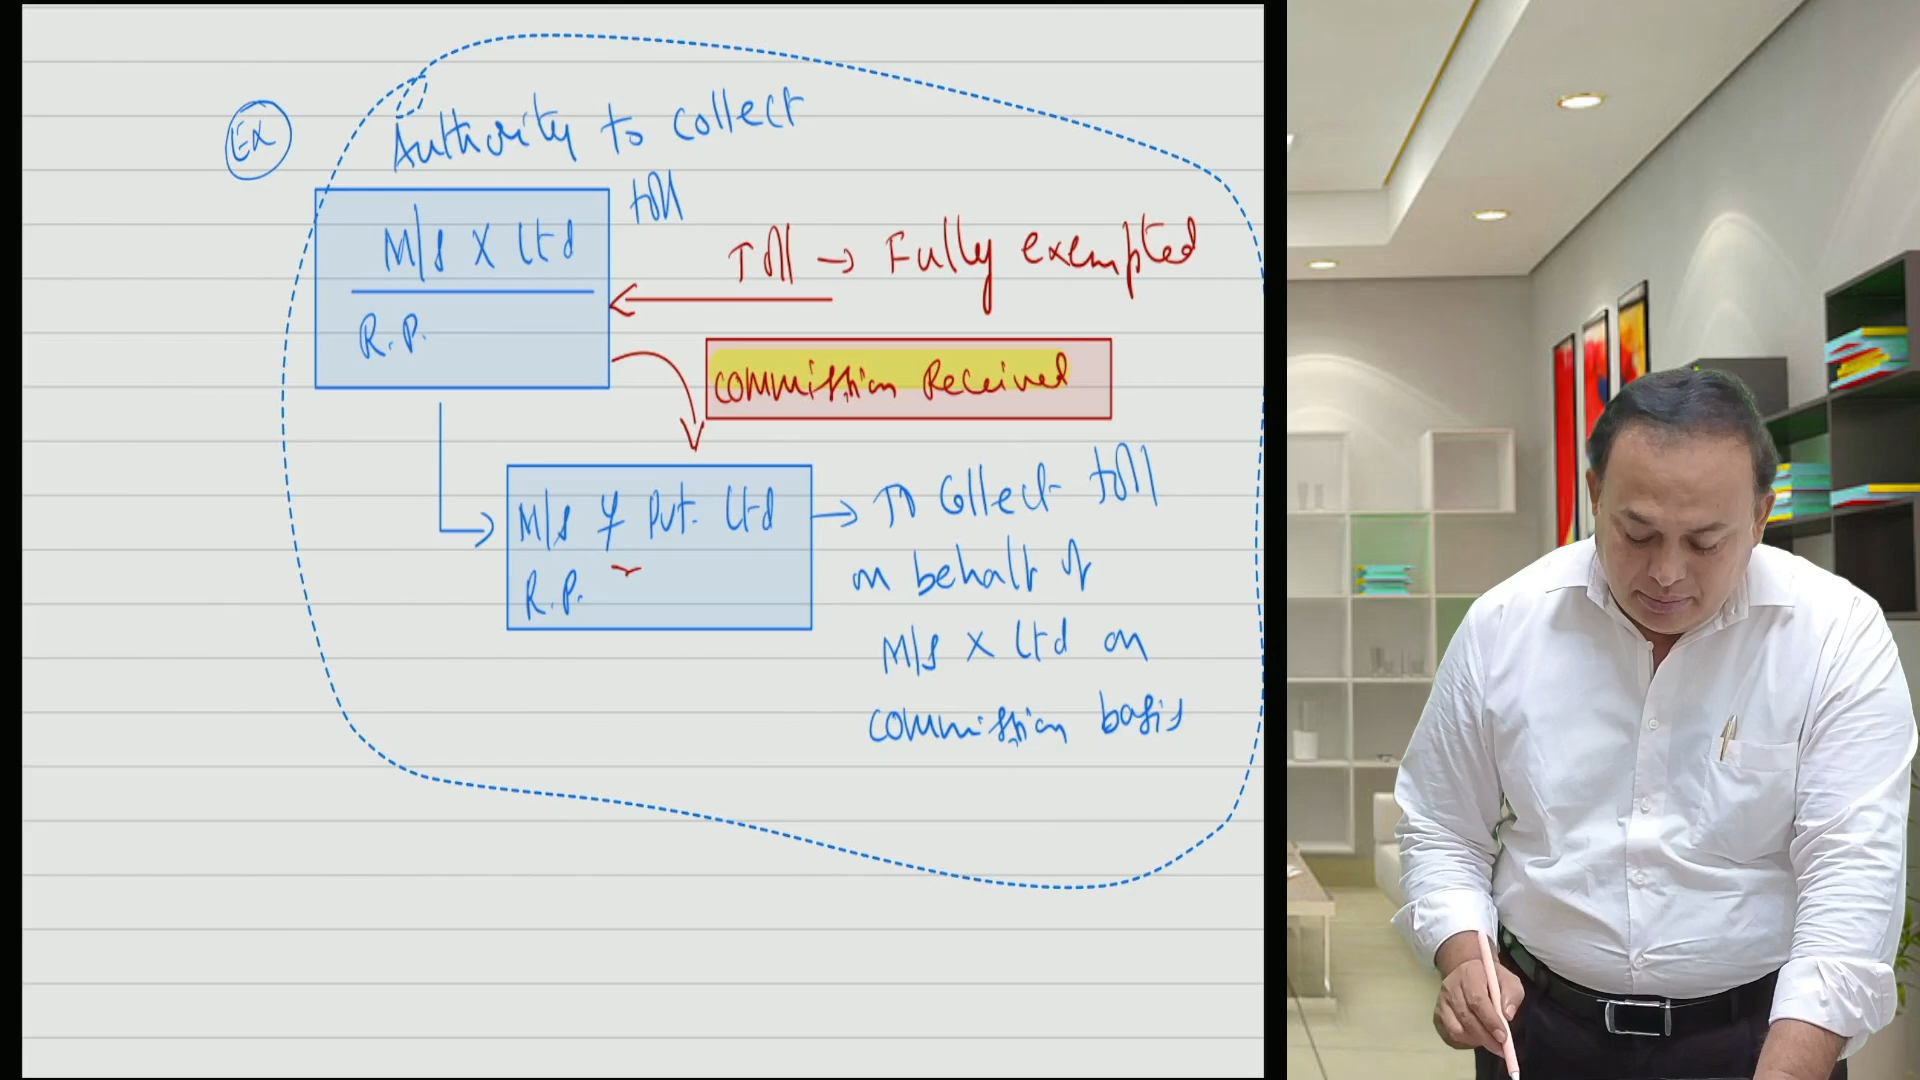 Ex
Authority to collect
toll
M/s X Ltd
R.P.
Toll → Fully exempted
Commission Received
M/s Y Pvt. Ltd
R.P.
→ To Collect toll
on behalf of
M/s X Ltd on
commission basis